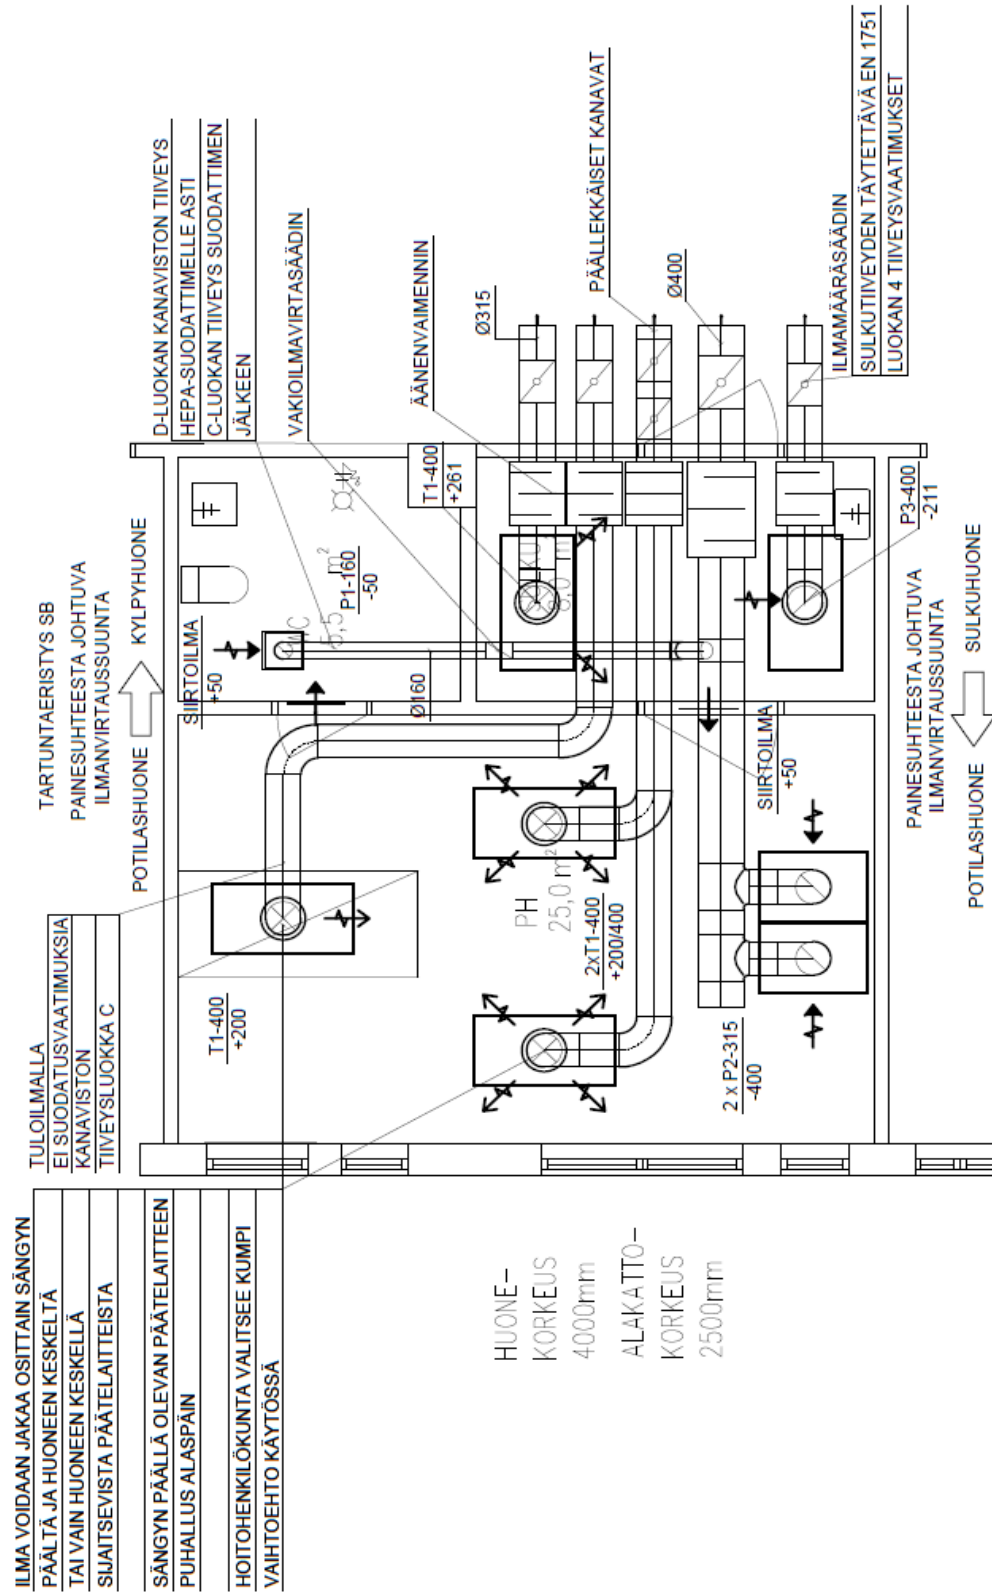 ILMA VOIDAAN JAKAA OSITTAIN SÄNGYN
PÄÄLTÄ JA HUONEEN KESKELTÄ
TAI VAIN HUONEEN KESKELLÄ
SIJAITSEVISTA PÄÄTELAITTEISTA
SÄNGYN PÄÄLLÄ OLEVAN PÄÄTELAITTEEN
PUHALLUS ALASPÄIN
HOITOHENKILÖKUNTA VALITSEE KUMPI
VAIHTOEHTO KÄYTÖSSÄ
TULOILMALLA
EI SUODATUSVAATIMUKSIA
KANAVISTON
TIIVEYSLUOKKA C
TARTUNTAERISTYS SB
PAINESUHTEESTA JOHTUVA
ILMANVIRTAUSSUUNTA
POTILASHUONE
KYLPYHUONE
D-LUOKAN KANAVISTON TIIVEYS
HEPA-SUODATTIMELLE ASTI
C-LUOKAN TIIVEYS SUODATTIMEN
JÄLKEEN
VAKIOILMAVIRTASÄÄDIN
ÄÄNENVAIMENNIN
Ø315
PÄÄLLEKKÄISET KANAVAT
Ø400
ILMAMÄÄRÄSÄÄDIN
SULKUTIIVEYDEN TÄYTETTÄVÄ EN 1751
LUOKAN 4 TIIVEYSVAATIMUKSET
T1-400
+200
SIIRTOILMA
+50
WC
5,5 m²
P1-160
-50
Ø160
T1-400
+261
PH
25,0 m²
2xT1-400
+200/400
SIIRTOILMA
+50
2 x P2-315
-400
P3-400
-211
PAINESUHTEESTA JOHTUVA
ILMANVIRTAUSSUUNTA
POTILASHUONE
SULKUHUONE
HUONE-
KORKEUS
4000mm
ALAKATTO-
KORKEUS
2500mm